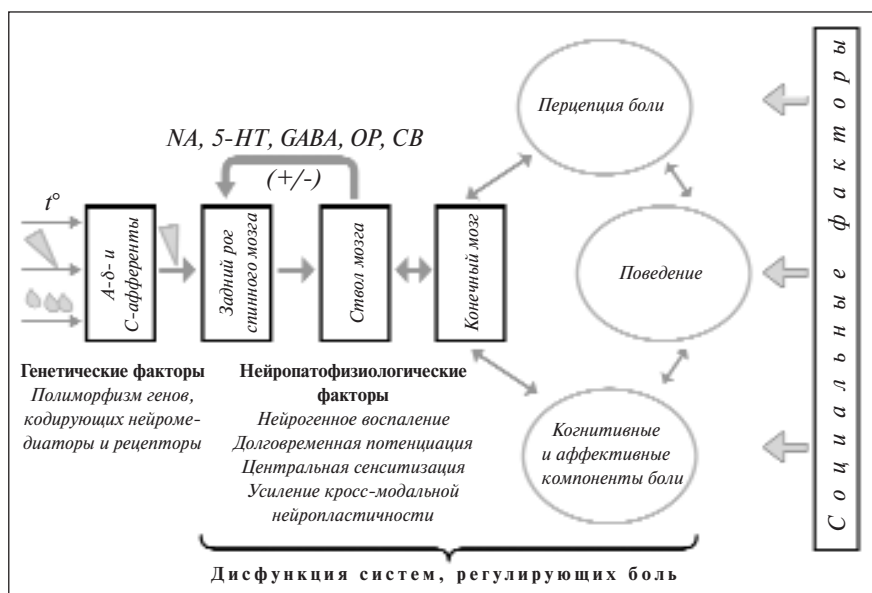 NA, 5-HT, GABA, OP, CB
(+/-)
t°
А-δ- и
С-афференты
Задний рог
спинного мозга
Ствол мозга
Конечный мозг
Перцепция боли
Поведение
Когнитивные
и аффективные
компоненты боли
Социальные факторы
Генетические факторы
Полиморфизм генов,
кодирующих нейроме-
диаторы и рецепторы
Нейропатофизиологические
факторы
Нейрогенное воспаление
Долговременная потенциация
Центральная сенситизация
Усиление кросс-модальной
нейропластичности
Дисфункция систем, регулирующих боль